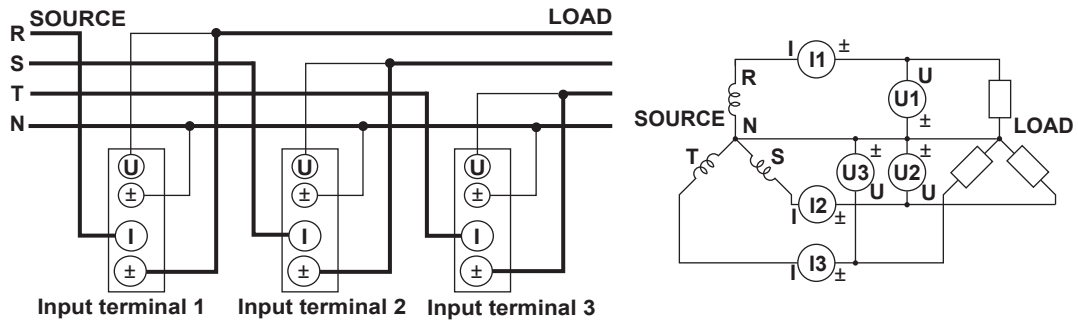 SOURCE
LOAD
R
S
T
N
U
±
I
±
U
±
I
±
U
±
I
±
Input terminal 1
Input terminal 2
Input terminal 3
I
I1
±
R
U
U1
±
SOURCE
N
LOAD
T
S
±
±
U3
U2
U
U
I
I2
±
I
I3
±